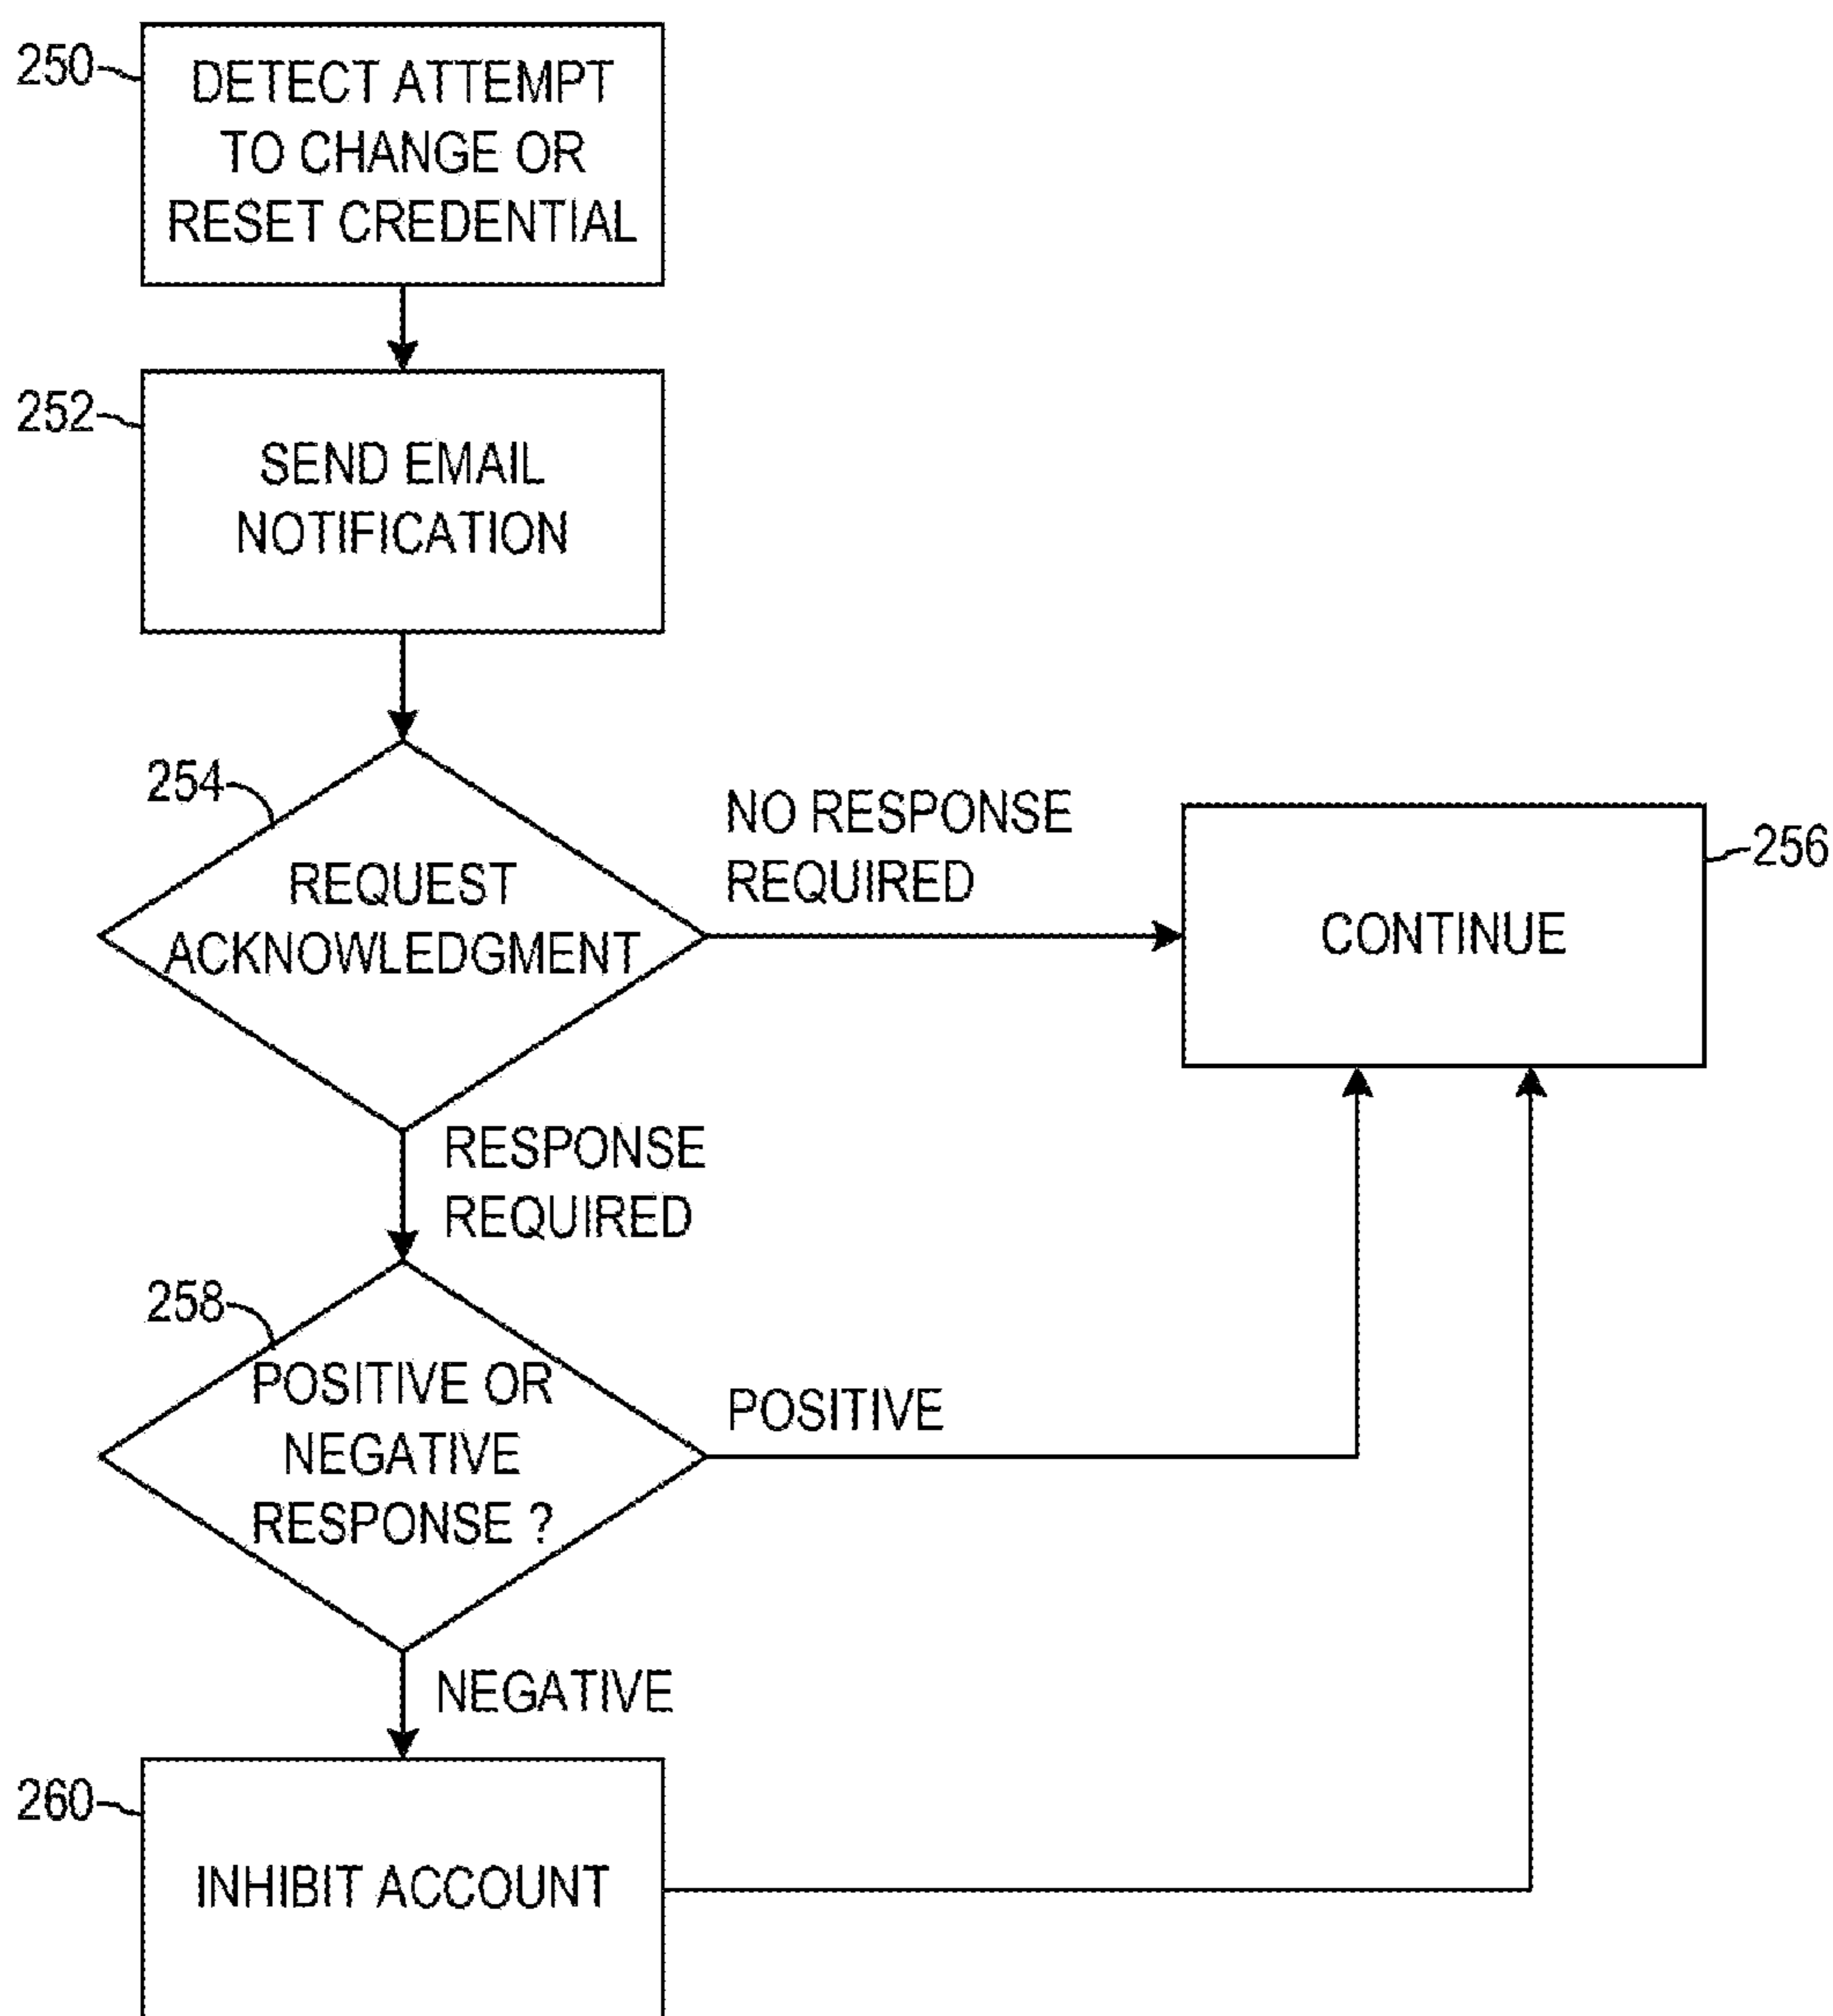 250
DETECT ATTEMPT
TO CHANGE OR
RESET CREDENTIAL
252
SEND EMAIL
NOTIFICATION
254
REQUEST
ACKNOWLEDGMENT
NO RESPONSE
REQUIRED
CONTINUE
256
RESPONSE
REQUIRED
258
POSITIVE OR
NEGATIVE
RESPONSE ?
POSITIVE
NEGATIVE
260
INHIBIT ACCOUNT